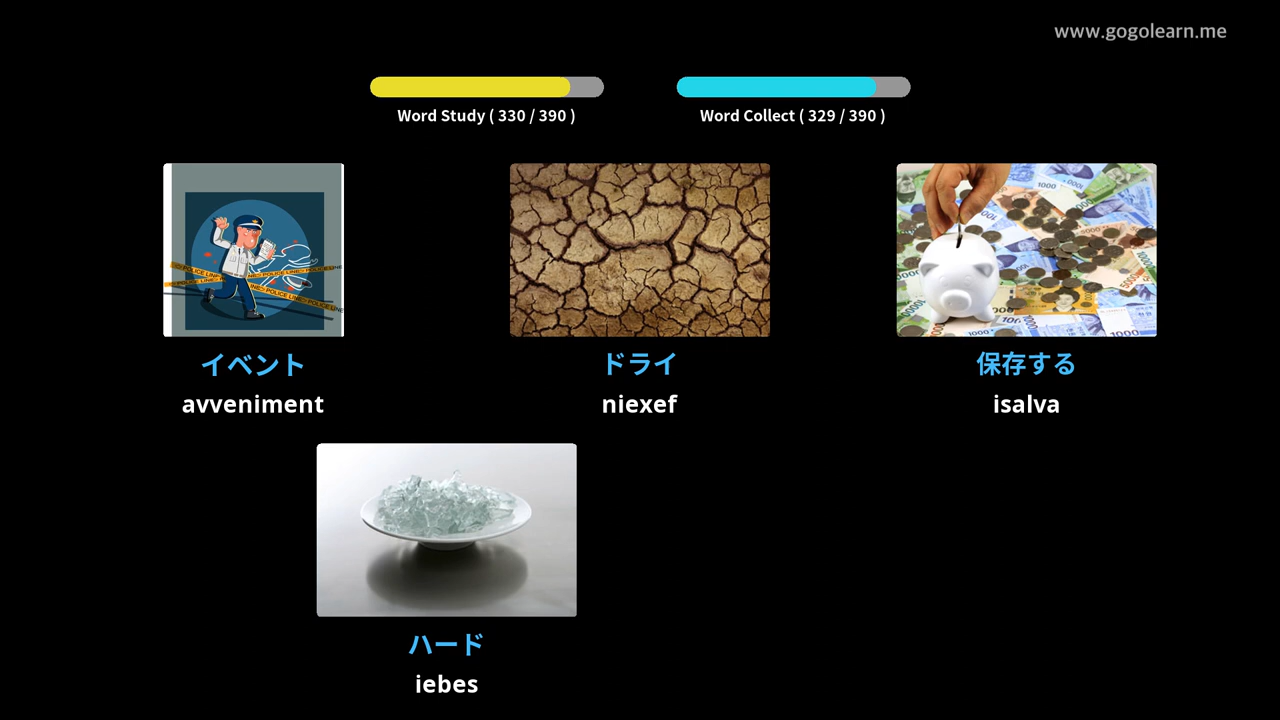 www.gogolearn.me
Word Study ( 330 / 390 )
Word Collect ( 329 / 390 )
イベント
avveniment
ドライ
niexef
保存する
isalva
ハード
iebes